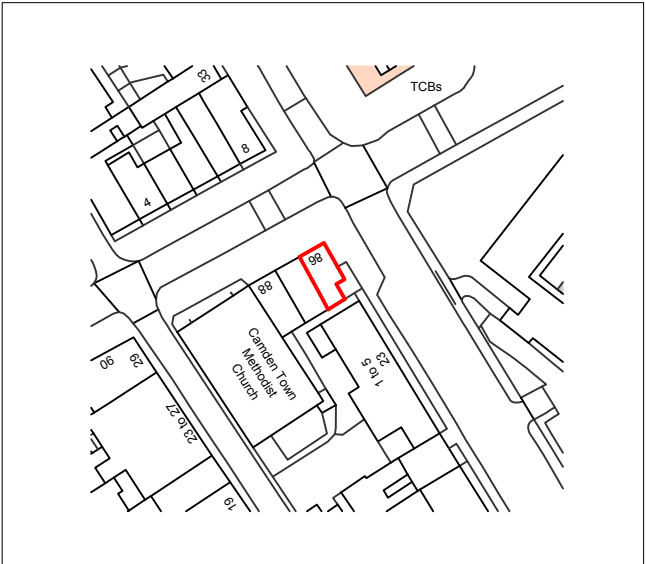 33
TCBs
8
4
86
88
Camden Town
Methodist
Church
23
1 to 5
29
90
23 to 27
19